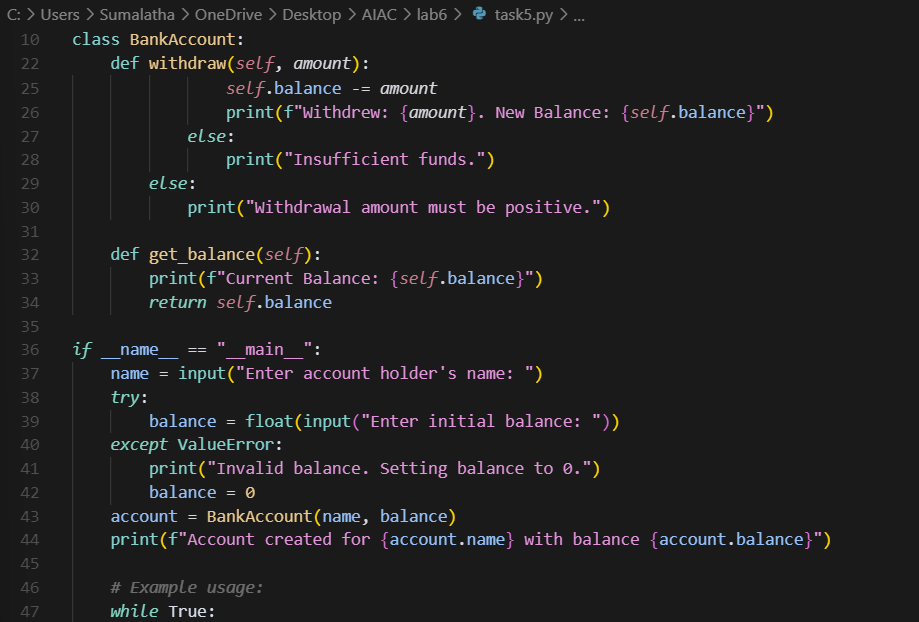 C: > Users > Sumalatha > OneDrive > Desktop > AIAC > lab6 > task5.py > ...
10 class BankAccount:
22     def withdraw(self, amount):
25                 self.balance -= amount
26                 print(f"Withdrew: {amount}. New Balance: {self.balance}")
27             else:
28                 print("Insufficient funds.")
29         else:
30             print("Withdrawal amount must be positive.")
31
32     def get_balance(self):
33         print(f"Current Balance: {self.balance}")
34         return self.balance
35
36 if __name__ == "__main__":
37     name = input("Enter account holder's name: ")
38     try:
39         balance = float(input("Enter initial balance: "))
40     except ValueError:
41         print("Invalid balance. Setting balance to 0.")
42         balance = 0
43     account = BankAccount(name, balance)
44     print(f"Account created for {account.name} with balance {account.balance}")
45
46     # Example usage:
47     while True: